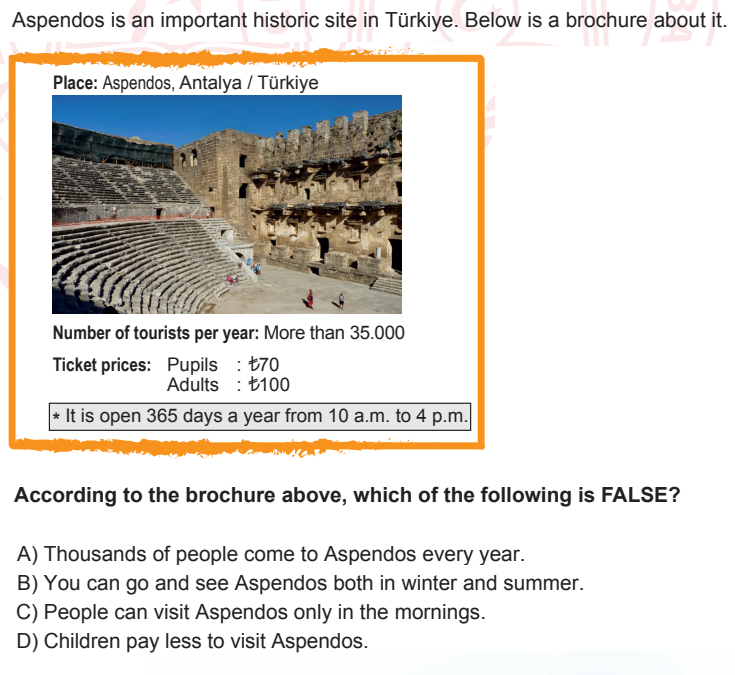 Aspendos is an important historic site in Türkiye. Below is a brochure about it.
Place: Aspendos, Antalya / Türkiye
Number of tourists per year: More than 35.000
Ticket prices: Pupils : ₺70
Adults : ₺100
* It is open 365 days a year from 10 a.m. to 4 p.m.
According to the brochure above, which of the following is FALSE?
A) Thousands of people come to Aspendos every year.
B) You can go and see Aspendos both in winter and summer.
C) People can visit Aspendos only in the mornings.
D) Children pay less to visit Aspendos.